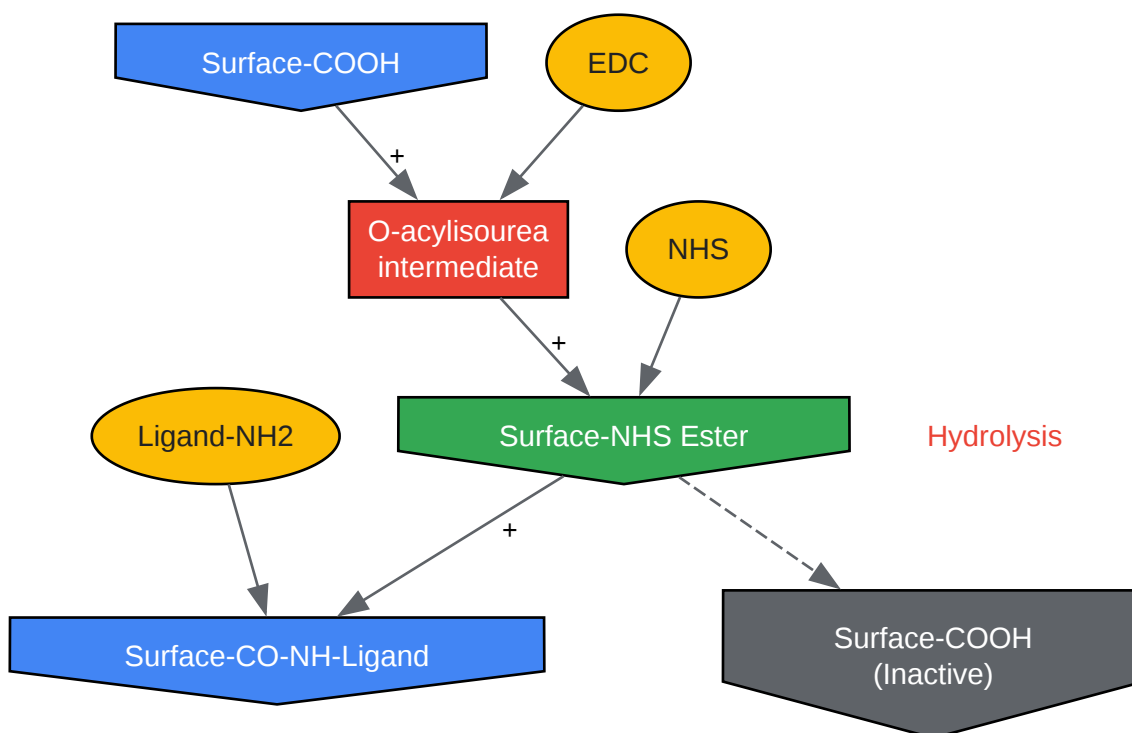 Surface-COOH
EDC
+
O-acylisourea
intermediate
NHS
+
Ligand-NH2
Surface-NHS Ester
Hydrolysis
+
Surface-CO-NH-Ligand
Surface-COOH
(Inactive)